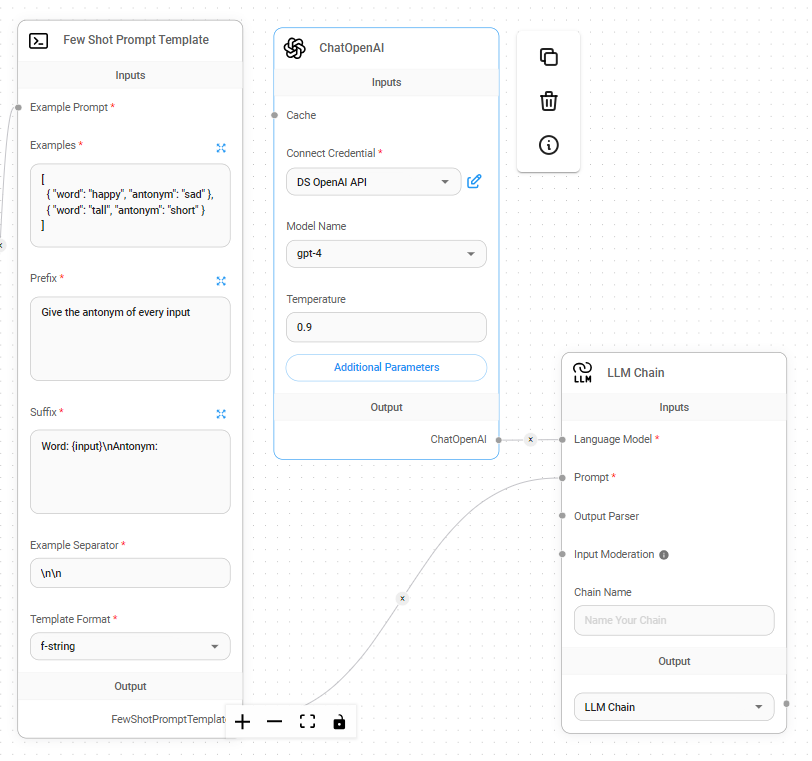 Few Shot Prompt Template
Inputs
Example Prompt *
Examples *
[
{ "word": "happy", "antonym": "sad" },
{ "word": "tall", "antonym": "short" }
]
Prefix *
Give the antonym of every input
Suffix *
Word: {input}\nAntonym:
Example Separator *
\n\n
Template Format *
f-string
Output
FewShotPromptTemplat
ChatOpenAI
Inputs
Cache
Connect Credential *
DS OpenAI API
Model Name
gpt-4
Temperature
0.9
Additional Parameters
Output
ChatOpenAI
x
x
x
LLM
LLM Chain
Inputs
Language Model *
Prompt *
Output Parser
Input Moderation
Chain Name
Name Your Chain
Output
LLM Chain